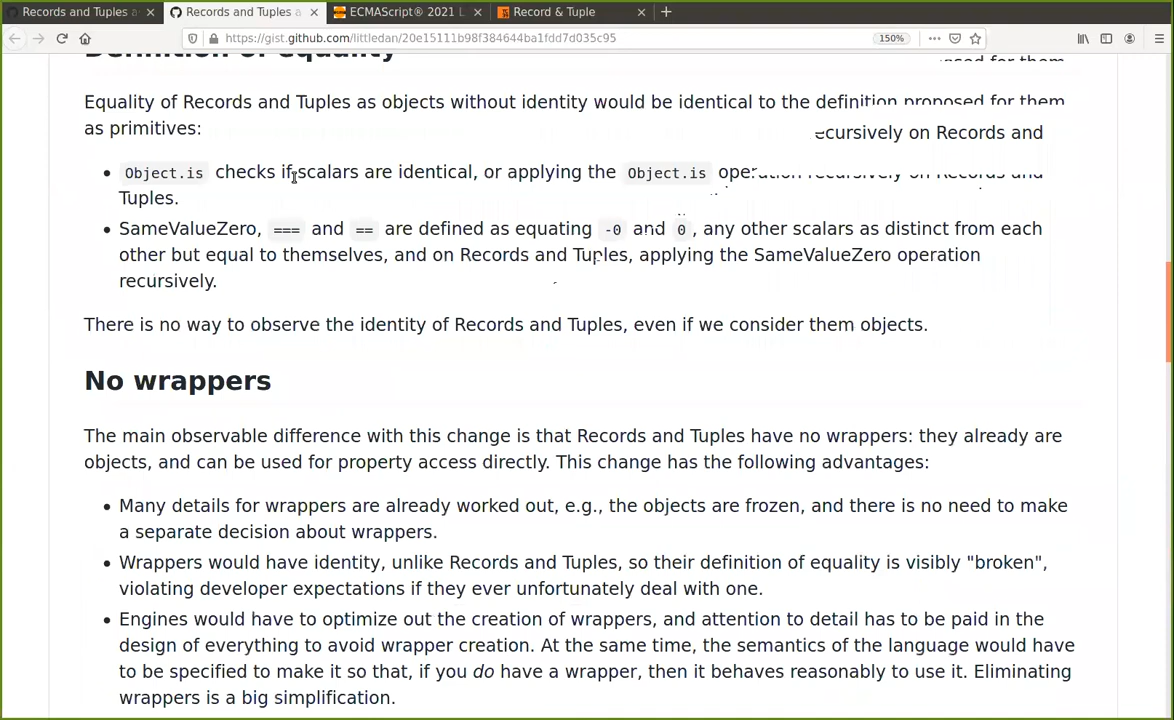 Records and Tuples a
Records and Tuples a
ECMAScript® 2021 L
Record & Tuple
https://gist.github.com/littledan/20e15111b98f384644ba1fdd7d035c95
150%
Definition of equality
used for them
Equality of Records and Tuples as objects without identity would be identical to the definition proposed for them
as primitives:
ecursively on Records and
• Object.is checks if scalars are identical, or applying the Object.is operation recursively on Records and
Tuples.
• SameValueZero, === and == are defined as equating -0 and 0, any other scalars as distinct from each
other but equal to themselves, and on Records and Tuples, applying the SameValueZero operation
recursively.
There is no way to observe the identity of Records and Tuples, even if we consider them objects.
No wrappers
The main observable difference with this change is that Records and Tuples have no wrappers: they already are
objects, and can be used for property access directly. This change has the following advantages:
• Many details for wrappers are already worked out, e.g., the objects are frozen, and there is no need to make
a separate decision about wrappers.
• Wrappers would have identity, unlike Records and Tuples, so their definition of equality is visibly "broken",
violating developer expectations if they ever unfortunately deal with one.
• Engines would have to optimize out the creation of wrappers, and attention to detail has to be paid in the
design of everything to avoid wrapper creation. At the same time, the semantics of the language would have
to be specified to make it so that, if you do have a wrapper, then it behaves reasonably to use it. Eliminating
wrappers is a big simplification.